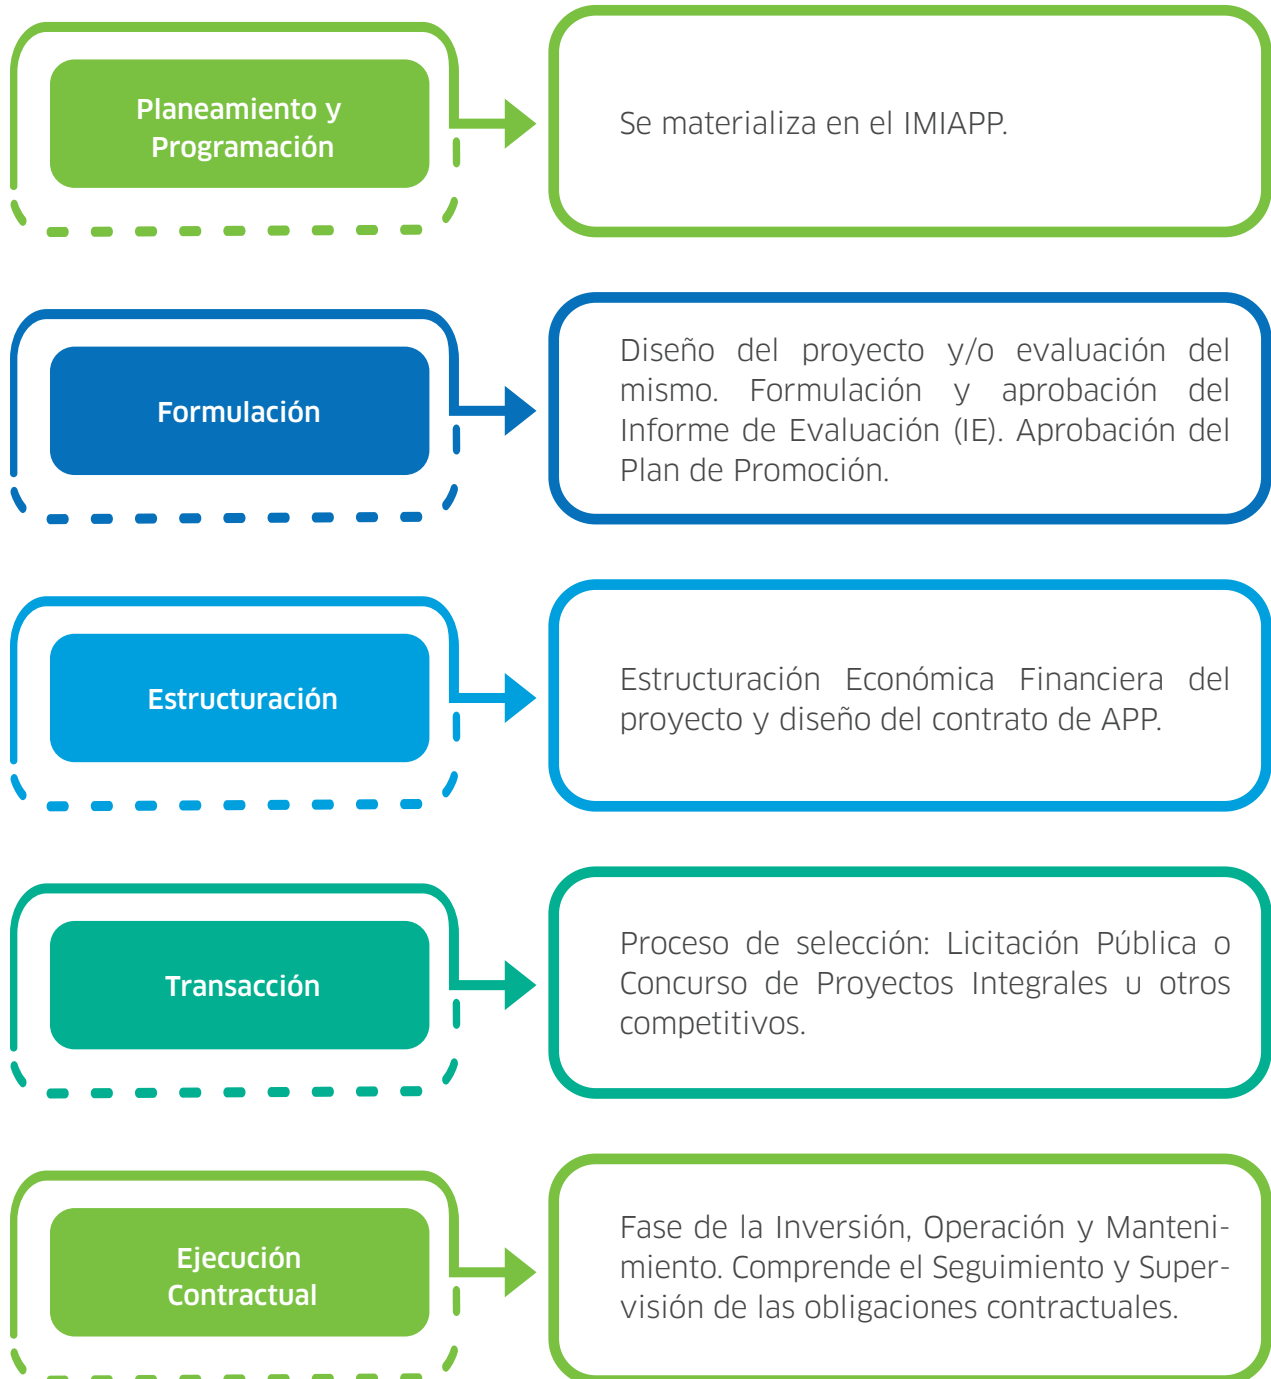 Planeamiento y
Programación
Se materializa en el IMIAPP.
Formulación
Diseño del proyecto y/o evaluación del
mismo. Formulación y aprobación del
Informe de Evaluación (IE). Aprobación del
Plan de Promoción.
Estructuración
Estructuración Económica Financiera del
proyecto y diseño del contrato de APP.
Transacción
Proceso de selección: Licitación Pública o
Concurso de Proyectos Integrales u otros
competitivos.
Ejecución
Contractual
Fase de la Inversión, Operación y Manteni-
miento. Comprende el Seguimiento y Super-
visión de las obligaciones contractuales.